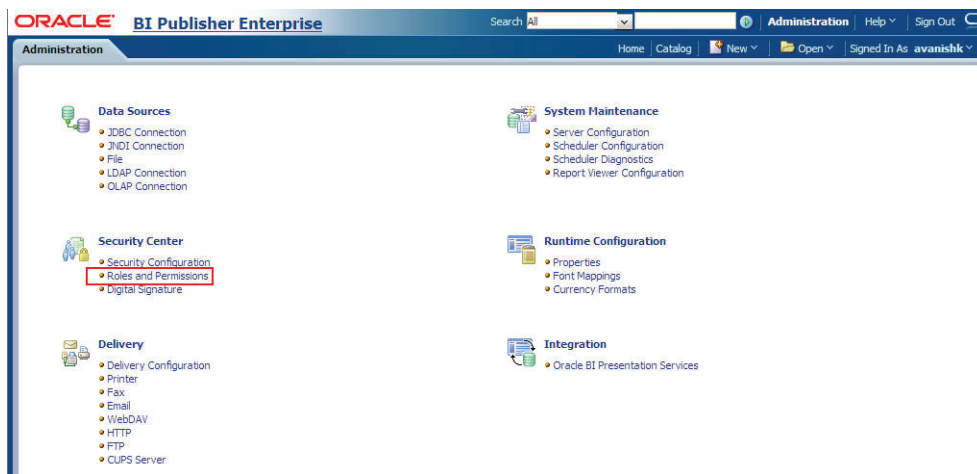 ORACLE BI Publisher Enterprise
Search All Administration Help Sign Out
Administration
Home Catalog New Open Signed In As avanishk
Data Sources
JDBC Connection
JNDI Connection
File
LDAP Connection
OLAP Connection
System Maintenance
Server Configuration
Scheduler Configuration
Scheduler Diagnostics
Report Viewer Configuration
Security Center
Security Configuration
Roles and Permissions
Digital Signature
Runtime Configuration
Properties
Font Mappings
Currency Formats
Delivery
Delivery Configuration
Printer
Fax
Email
WebDAV
HTTP
FTP
CUPS Server
Integration
Oracle BI Presentation Services